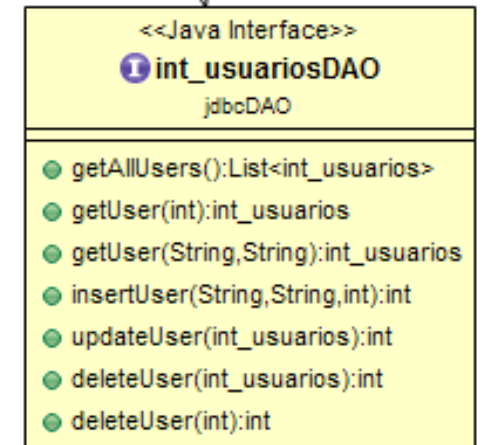 <<Java Interface>>
I int_usuariosDAO
jdbcDAO
getAllUsers():List<int_usuarios>
getUser(int):int_usuarios
getUser(String,String):int_usuarios
insertUser(String,String,int):int
updateUser(int_usuarios):int
deleteUser(int_usuarios):int
deleteUser(int):int